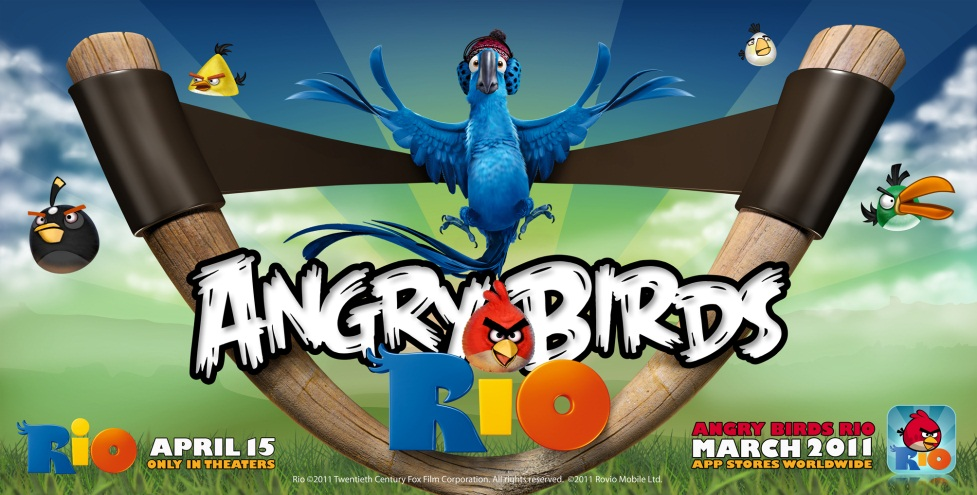 ANGRY BIRDS
RIO
RIO
APRIL 15
ONLY IN THEATERS
ANGRY BIRDS RIO
MARCH 2011
APP STORES WORLDWIDE
RIO
Rio ©2011 Twentieth Century Fox Film Corporation. All rights reserved. ©2011 Rovio Mobile Ltd.